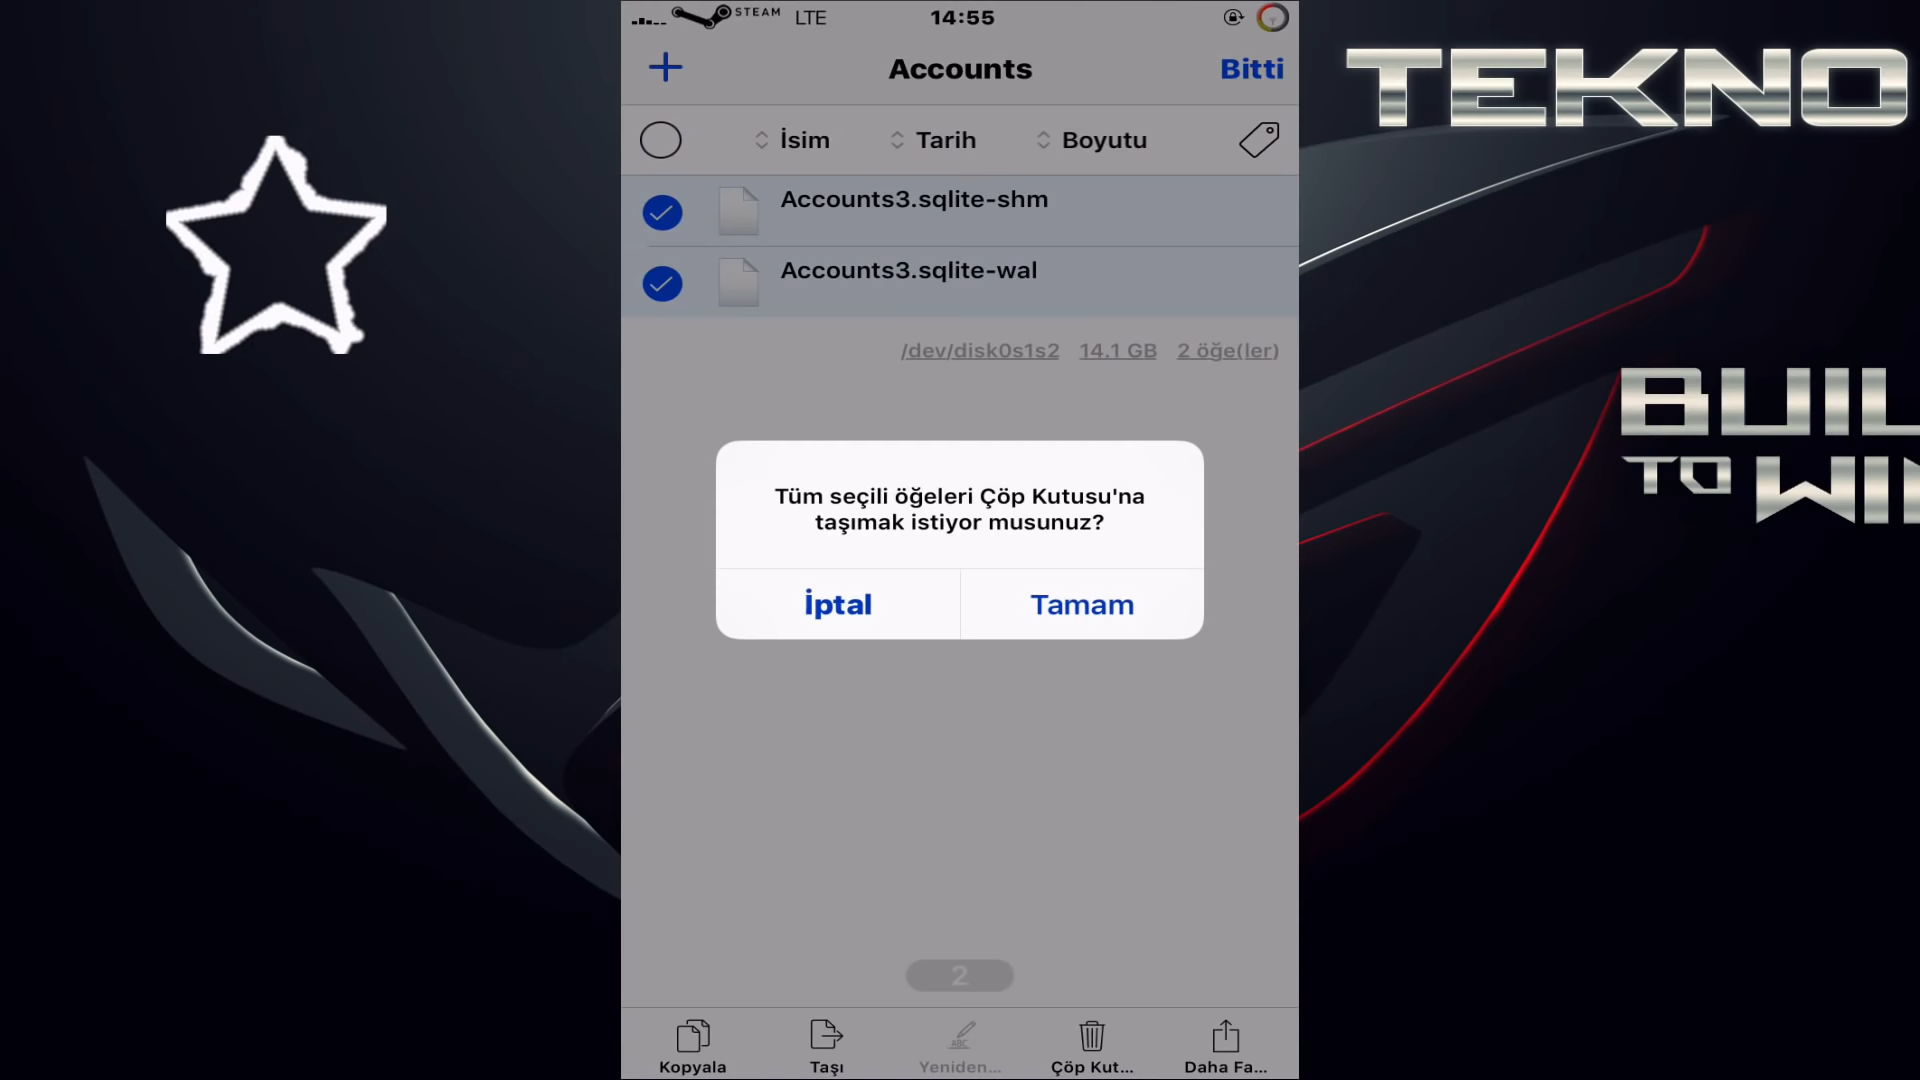 STEAM LTE 14:55
Accounts Bitti
İsim Tarih Boyutu
Accounts3.sqlite-shm
Accounts3.sqlite-wal
/dev/disk0s1s2 14.1 GB 2 öğe(ler)
Tüm seçili öğeleri Çöp Kutusu'na
taşımak istiyor musunuz?
İptal Tamam
2
ABC
Kopyala Taşı Yeniden... Çöp Kut... Daha Fa...
TEKNO
BUIL
TO WI